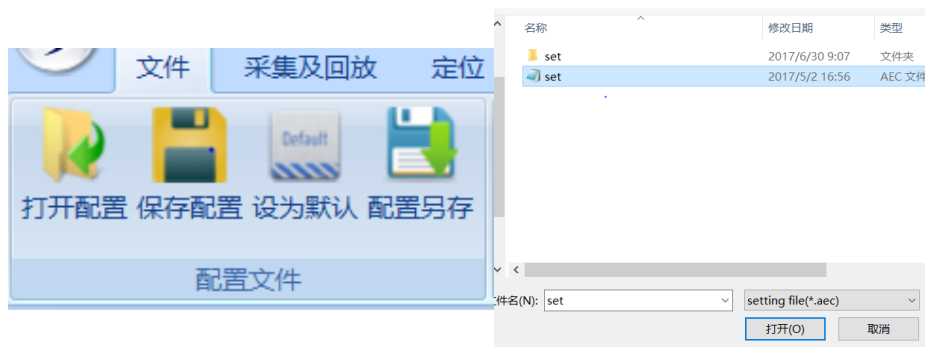 文件 采集及回放 定位
Default
打开配置 保存配置 设为默认 配置另存
配置文件
名称 修改日期 类型
set 2017/6/30 9:07 文件夹
set 2017/5/2 16:56 AEC 文件
件名(N): set setting file(*.aec)
打开(O) 取消